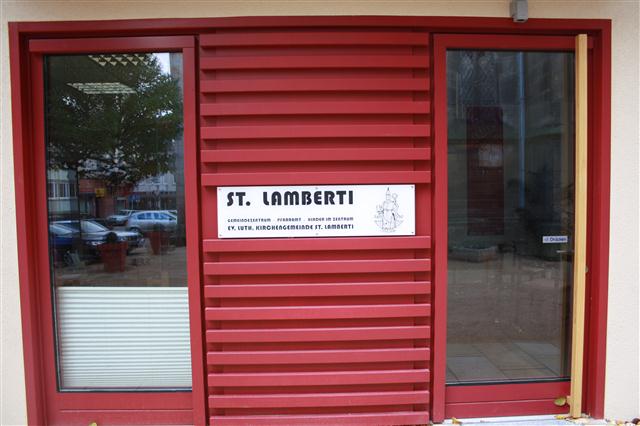 ST. LAMBERTI
GEMEINDEZENTRUM . PFARRAMT . KINDER IM ZENTRUM
EV. LUTH. KIRCHENGEMEINDE ST. LAMBERTI
Drücken